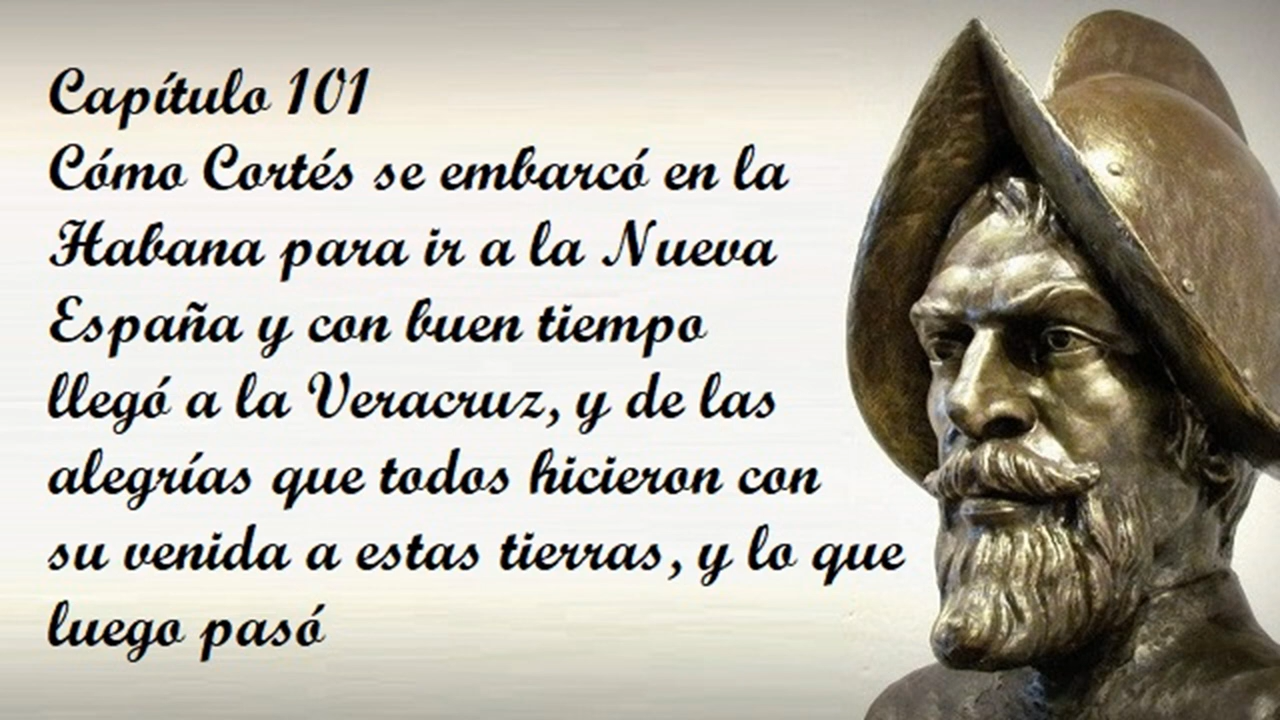 Capítulo 101
Cómo Cortés se embarcó en la
Habana para ir a la Nueva
España y con buen tiempo
llegó a la Veracruz, y de las
alegrías que todos hicieron con
su venida a estas tierras, y lo que
luego pasó